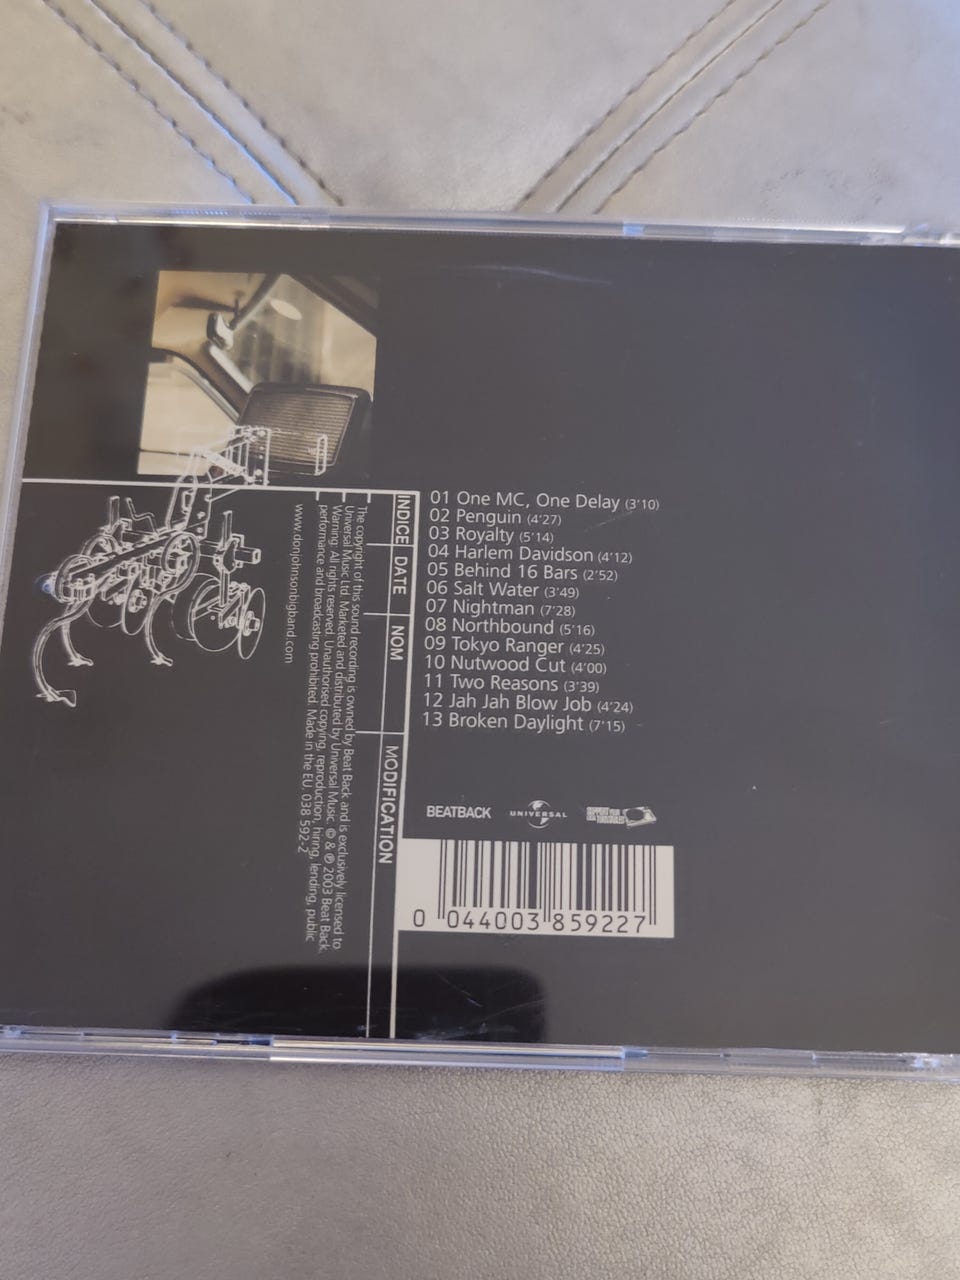 01 One MC, One Delay (3'10)
02 Penguin (4'27)
03 Royalty (5'14)
04 Harlem Davidson (4'12)
05 Behind 16 Bars (2'52)
06 Salt Water (3'49)
07 Nightman (7'28)
08 Northbound (5'16)
09 Tokyo Ranger (4'25)
10 Nutwood Cut (4'00)
11 Two Reasons (3'39)
12 Jah Jah Blow Job (4'24)
13 Broken Daylight (7'15)
INDICE DATE NOM MODIFICATION
The copyright of this sound recording is owned by Beat Back and is exclusively licensed to
Universal Music Ltd. Marketed and distributed by Universal Music. © & ℗ 2003 Beat Back.
Warning: All rights reserved. Unauthorised copying, reproduction, hiring, lending, public
performance and broadcasting prohibited. Made in the EU. 038 592-2
www.donjohnsonbigband.com
BEATBACK
UNIVERSAL
0 044003 859227